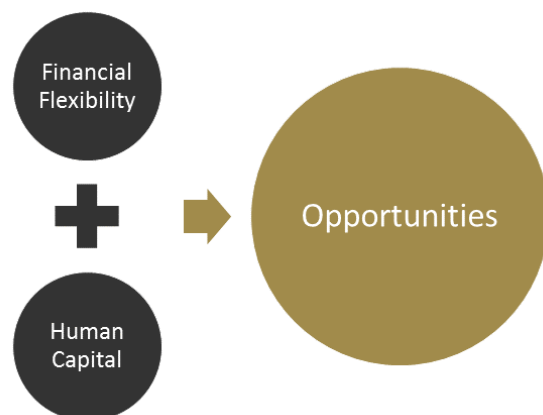 Financial
Flexibility
Human
Capital
Opportunities